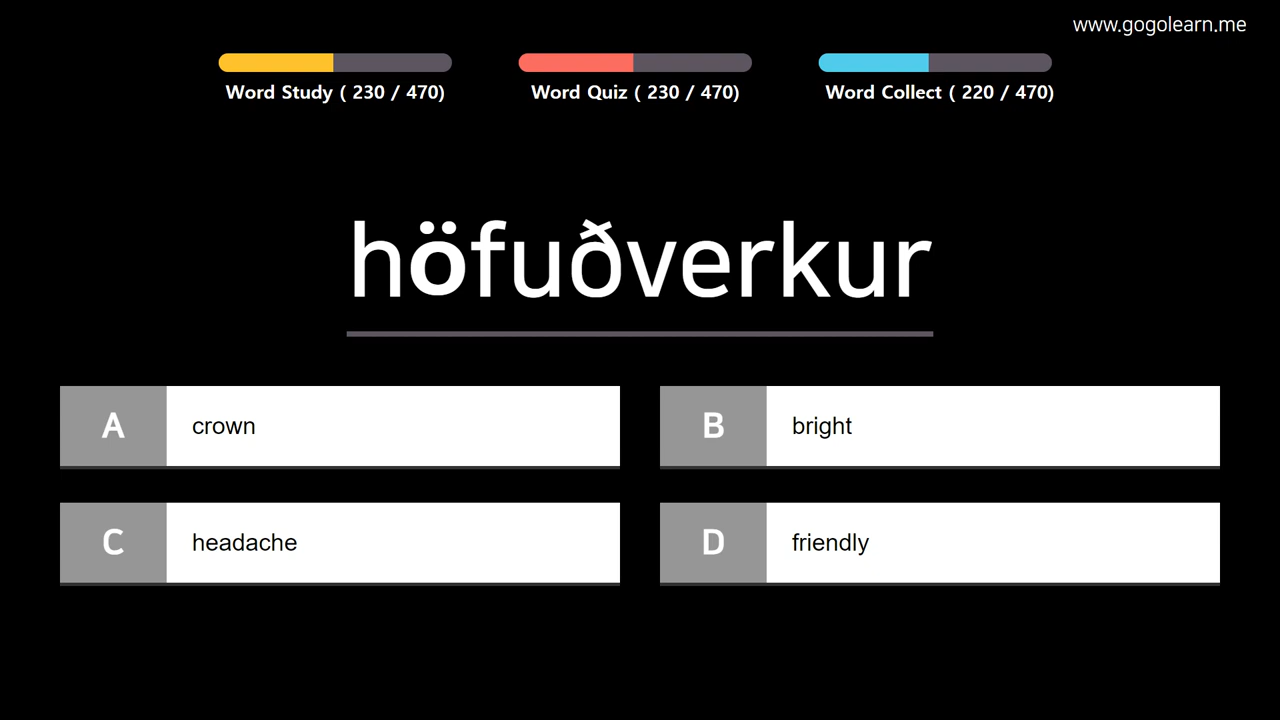 www.gogolearn.me
Word Study ( 230 / 470)
Word Quiz ( 230 / 470)
Word Collect ( 220 / 470)
höfuðverkur
A crown
B bright
C headache
D friendly